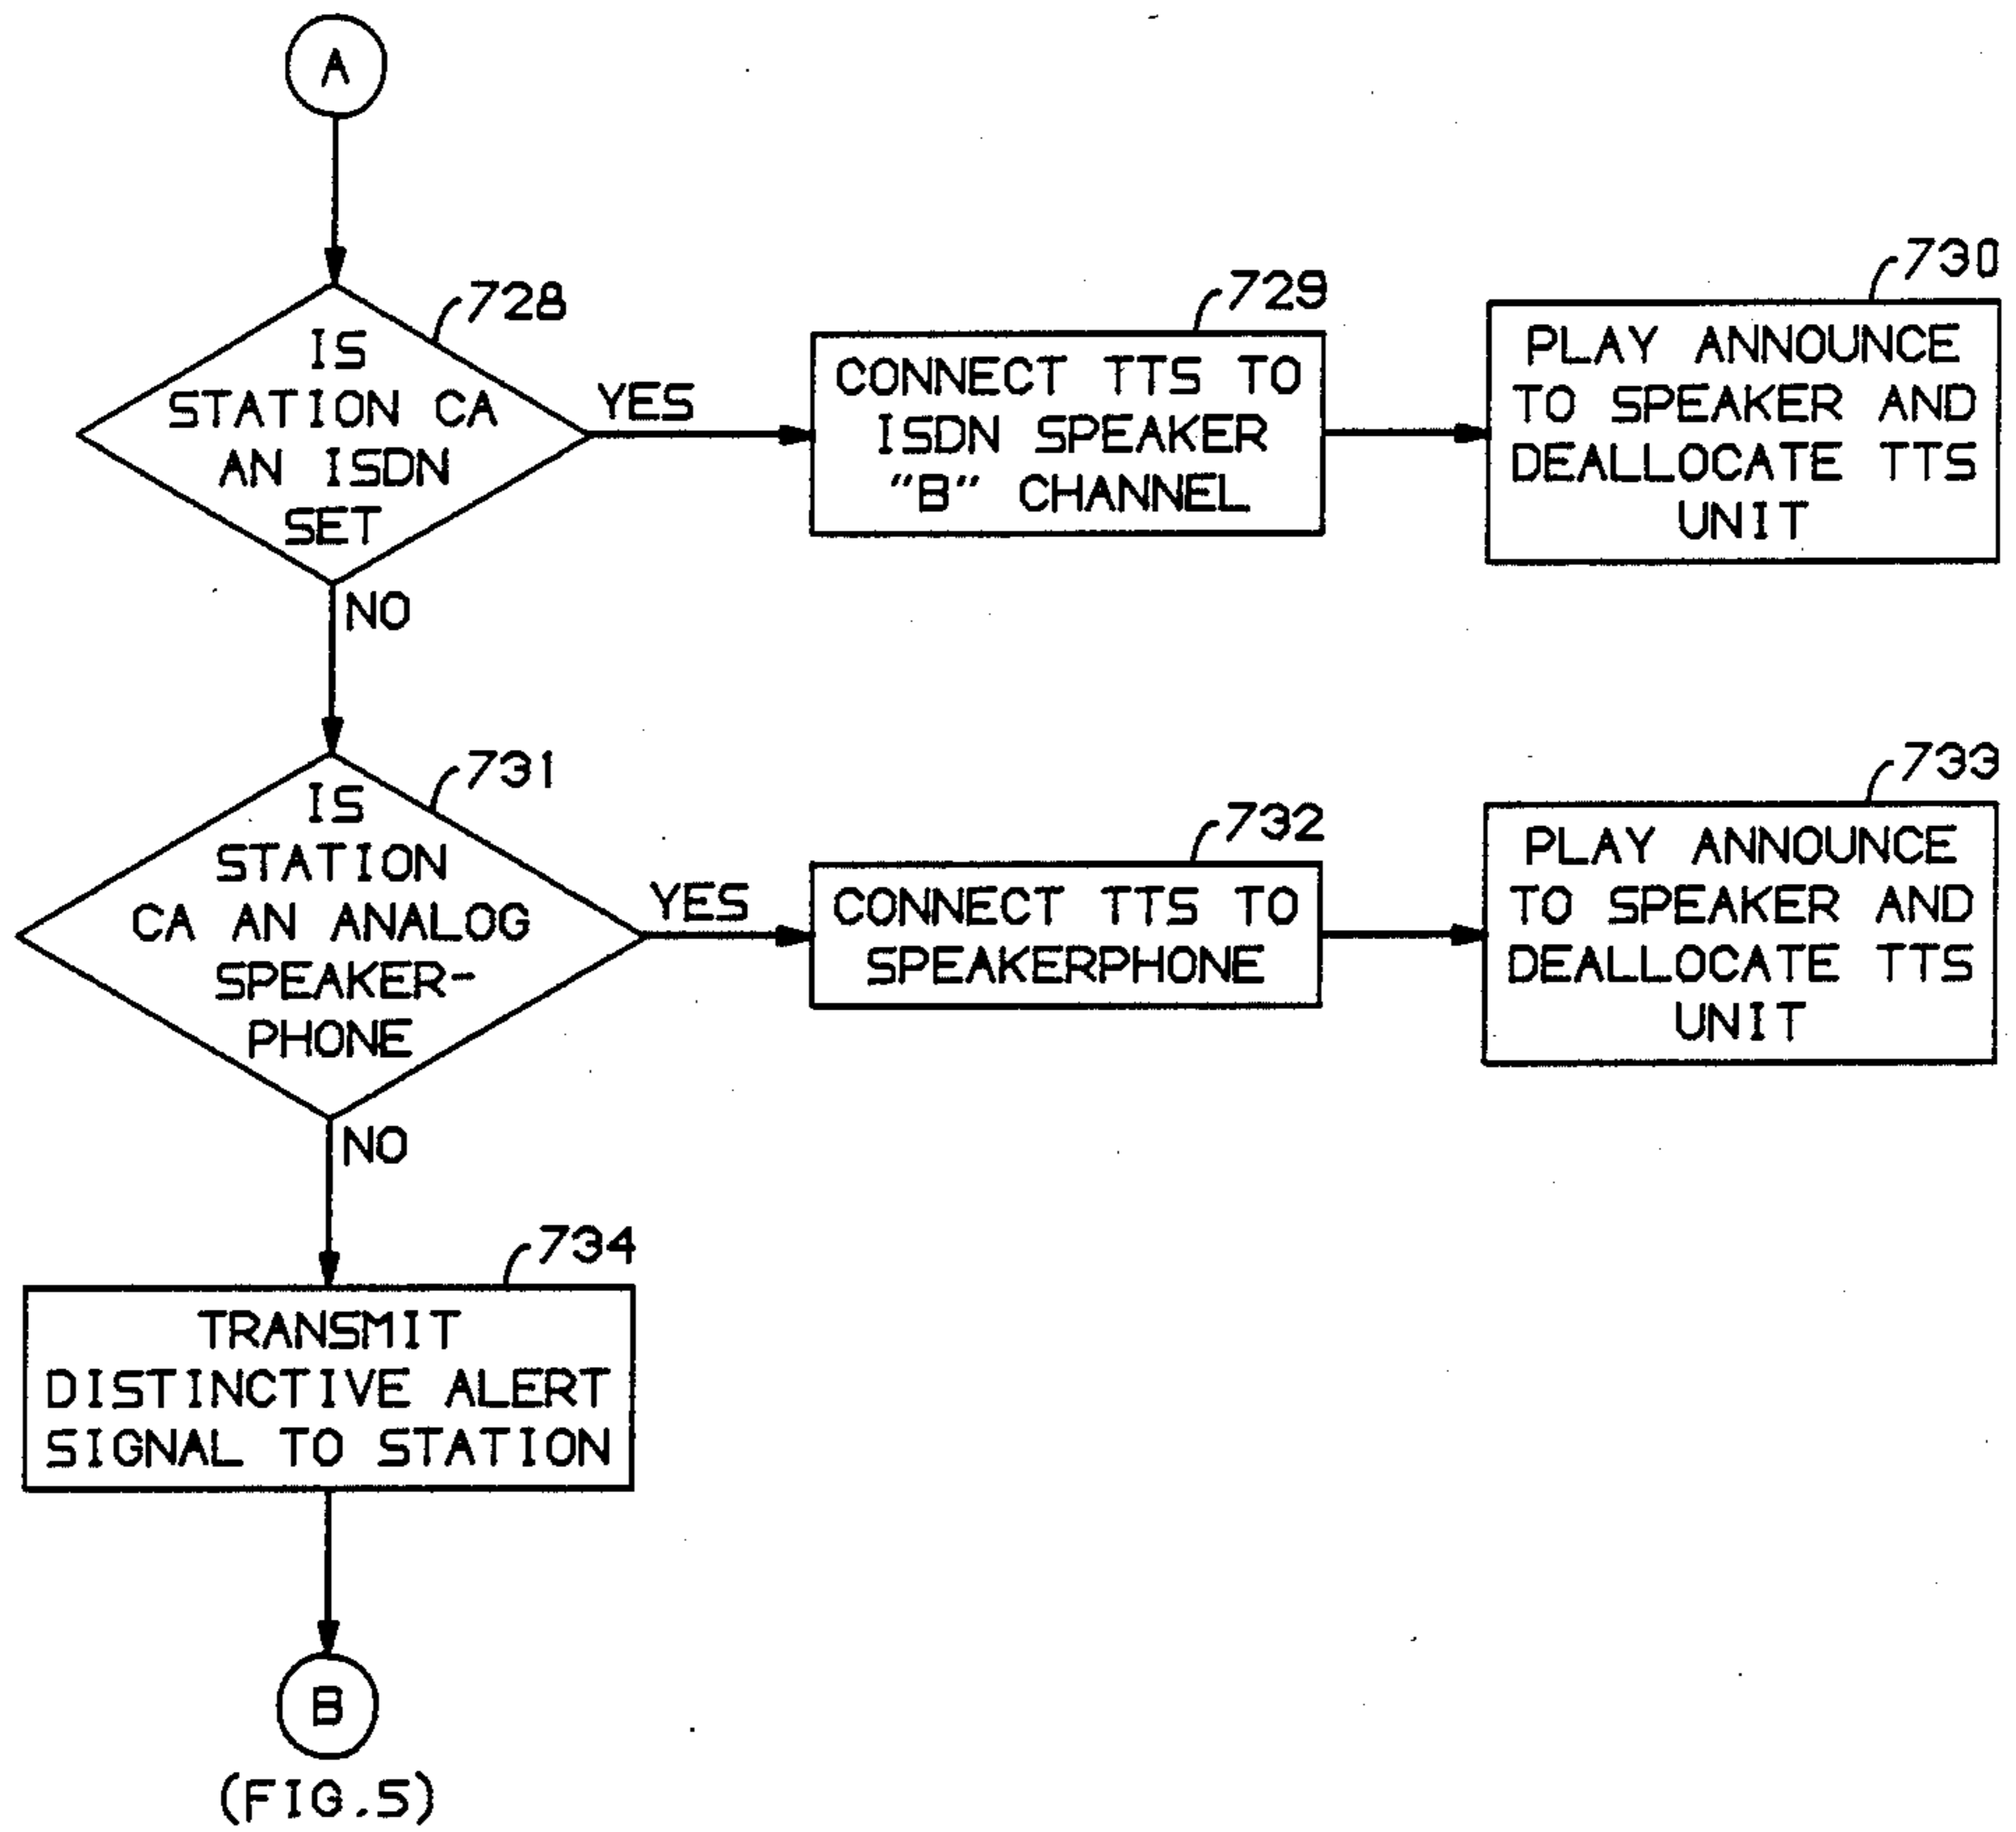 A
728
IS
STATION CA
AN ISDN
SET
YES
NO
729
CONNECT TTS TO
ISDN SPEAKER
"B" CHANNEL
730
PLAY ANNOUNCE
TO SPEAKER AND
DEALLOCATE TTS
UNIT
731
IS
STATION
CA AN ANALOG
SPEAKER-
PHONE
YES
NO
732
CONNECT TTS TO
SPEAKERPHONE
733
PLAY ANNOUNCE
TO SPEAKER AND
DEALLOCATE TTS
UNIT
734
TRANSMIT
DISTINCTIVE ALERT
SIGNAL TO STATION
B
(FIG.5)